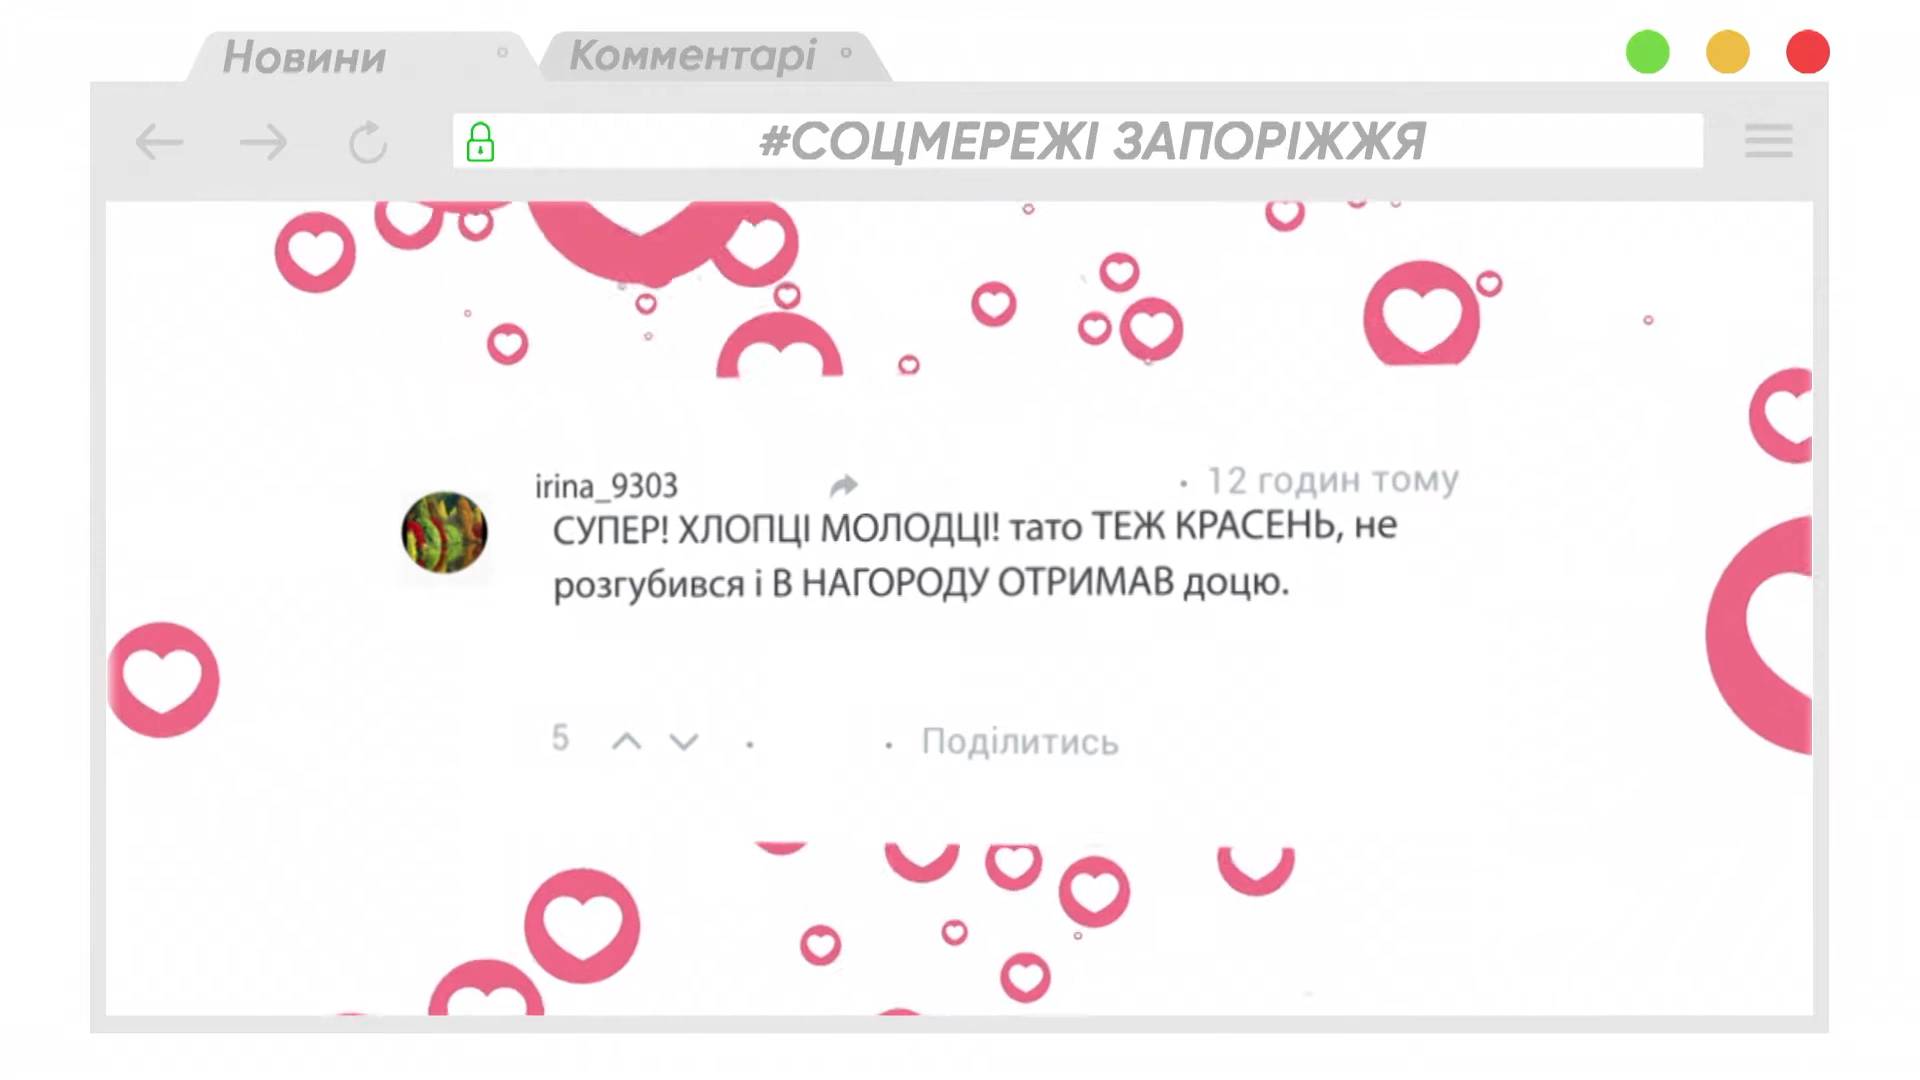 Новини
Комментарі
#СОЦМЕРЕЖІ ЗАПОРІЖЖЯ
irina_9303
· 12 годин тому
СУПЕР! ХЛОПЦІ МОЛОДЦІ! тато ТЕЖ КРАСЕНЬ, не
розгубився і В НАГОРОДУ ОТРИМАВ доцю.
5
· · Поділитись